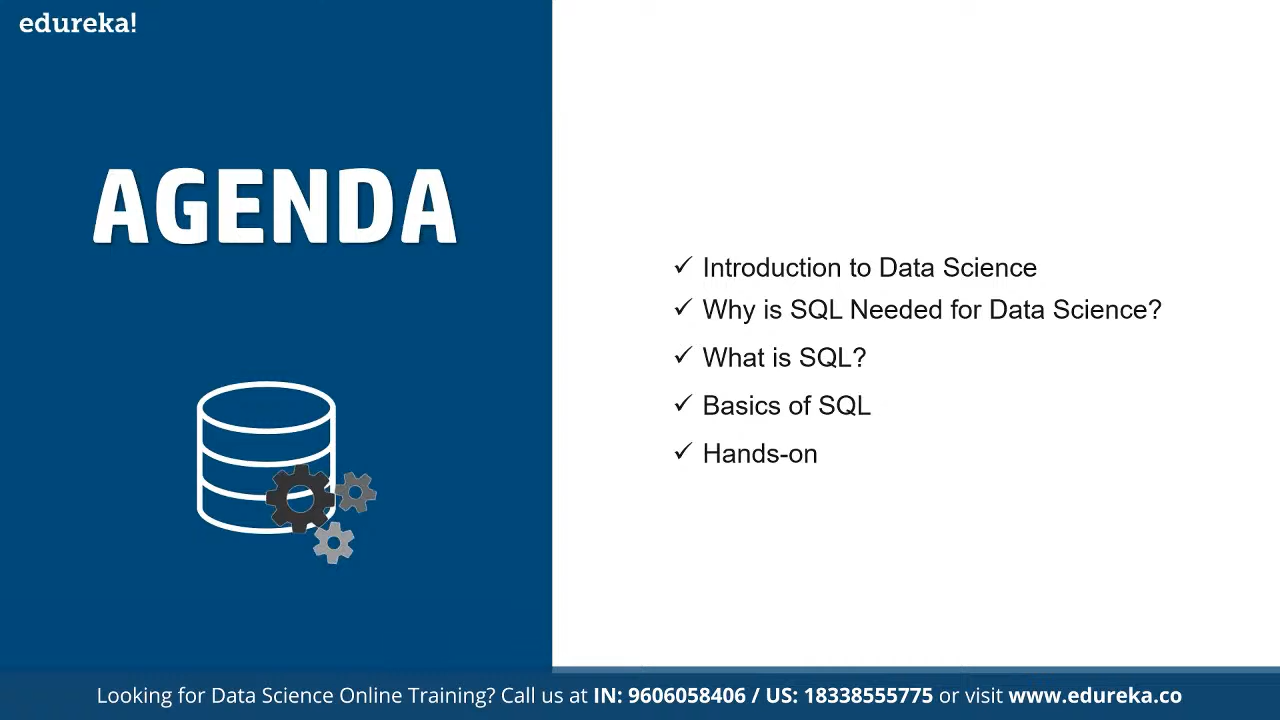 edureka!
AGENDA
✓ Introduction to Data Science
✓ Why is SQL Needed for Data Science?
✓ What is SQL?
✓ Basics of SQL
✓ Hands-on
Looking for Data Science Online Training? Call us at IN: 9606058406 / US: 18338555775 or visit www.edureka.co